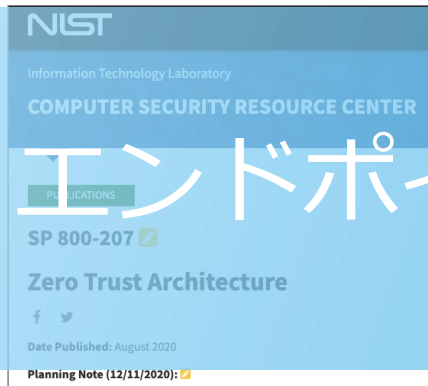 NIST
Information Technology Laboratory
COMPUTER SECURITY RESOURCE CENTER
エンドポイ
PUBLICATIONS
SP 800-207
Zero Trust Architecture
Date Published: August 2020
Planning Note (12/11/2020):